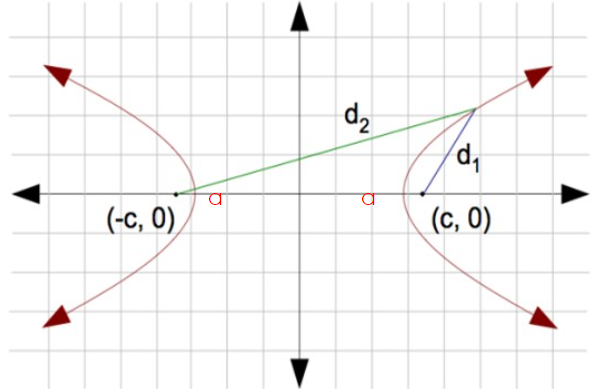 d₂
d₁
a
a
(-c, 0)
(c, 0)